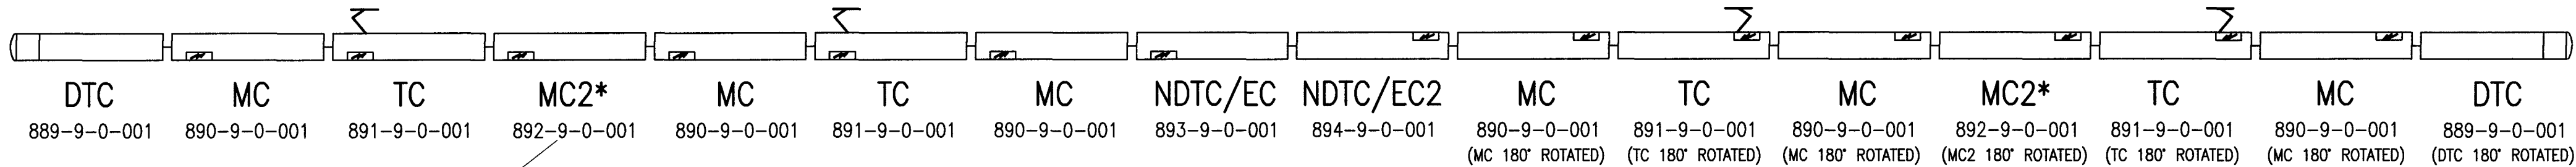 DTC MC TC MC2* MC TC MC NDTC/EC NDTC/EC2 MC TC MC MC2* TC MC DTC
889-9-0-001 890-9-0-001 891-9-0-001 892-9-0-001 890-9-0-001 891-9-0-001 890-9-0-001 893-9-0-001 894-9-0-001 890-9-0-001 891-9-0-001 890-9-0-001 892-9-0-001 891-9-0-001 890-9-0-001 889-9-0-001
(MC 180° ROTATED) (TC 180° ROTATED) (MC 180° ROTATED) (MC2 180° ROTATED) (TC 180° ROTATED) (MC 180° ROTATED) (DTC 180° ROTATED)